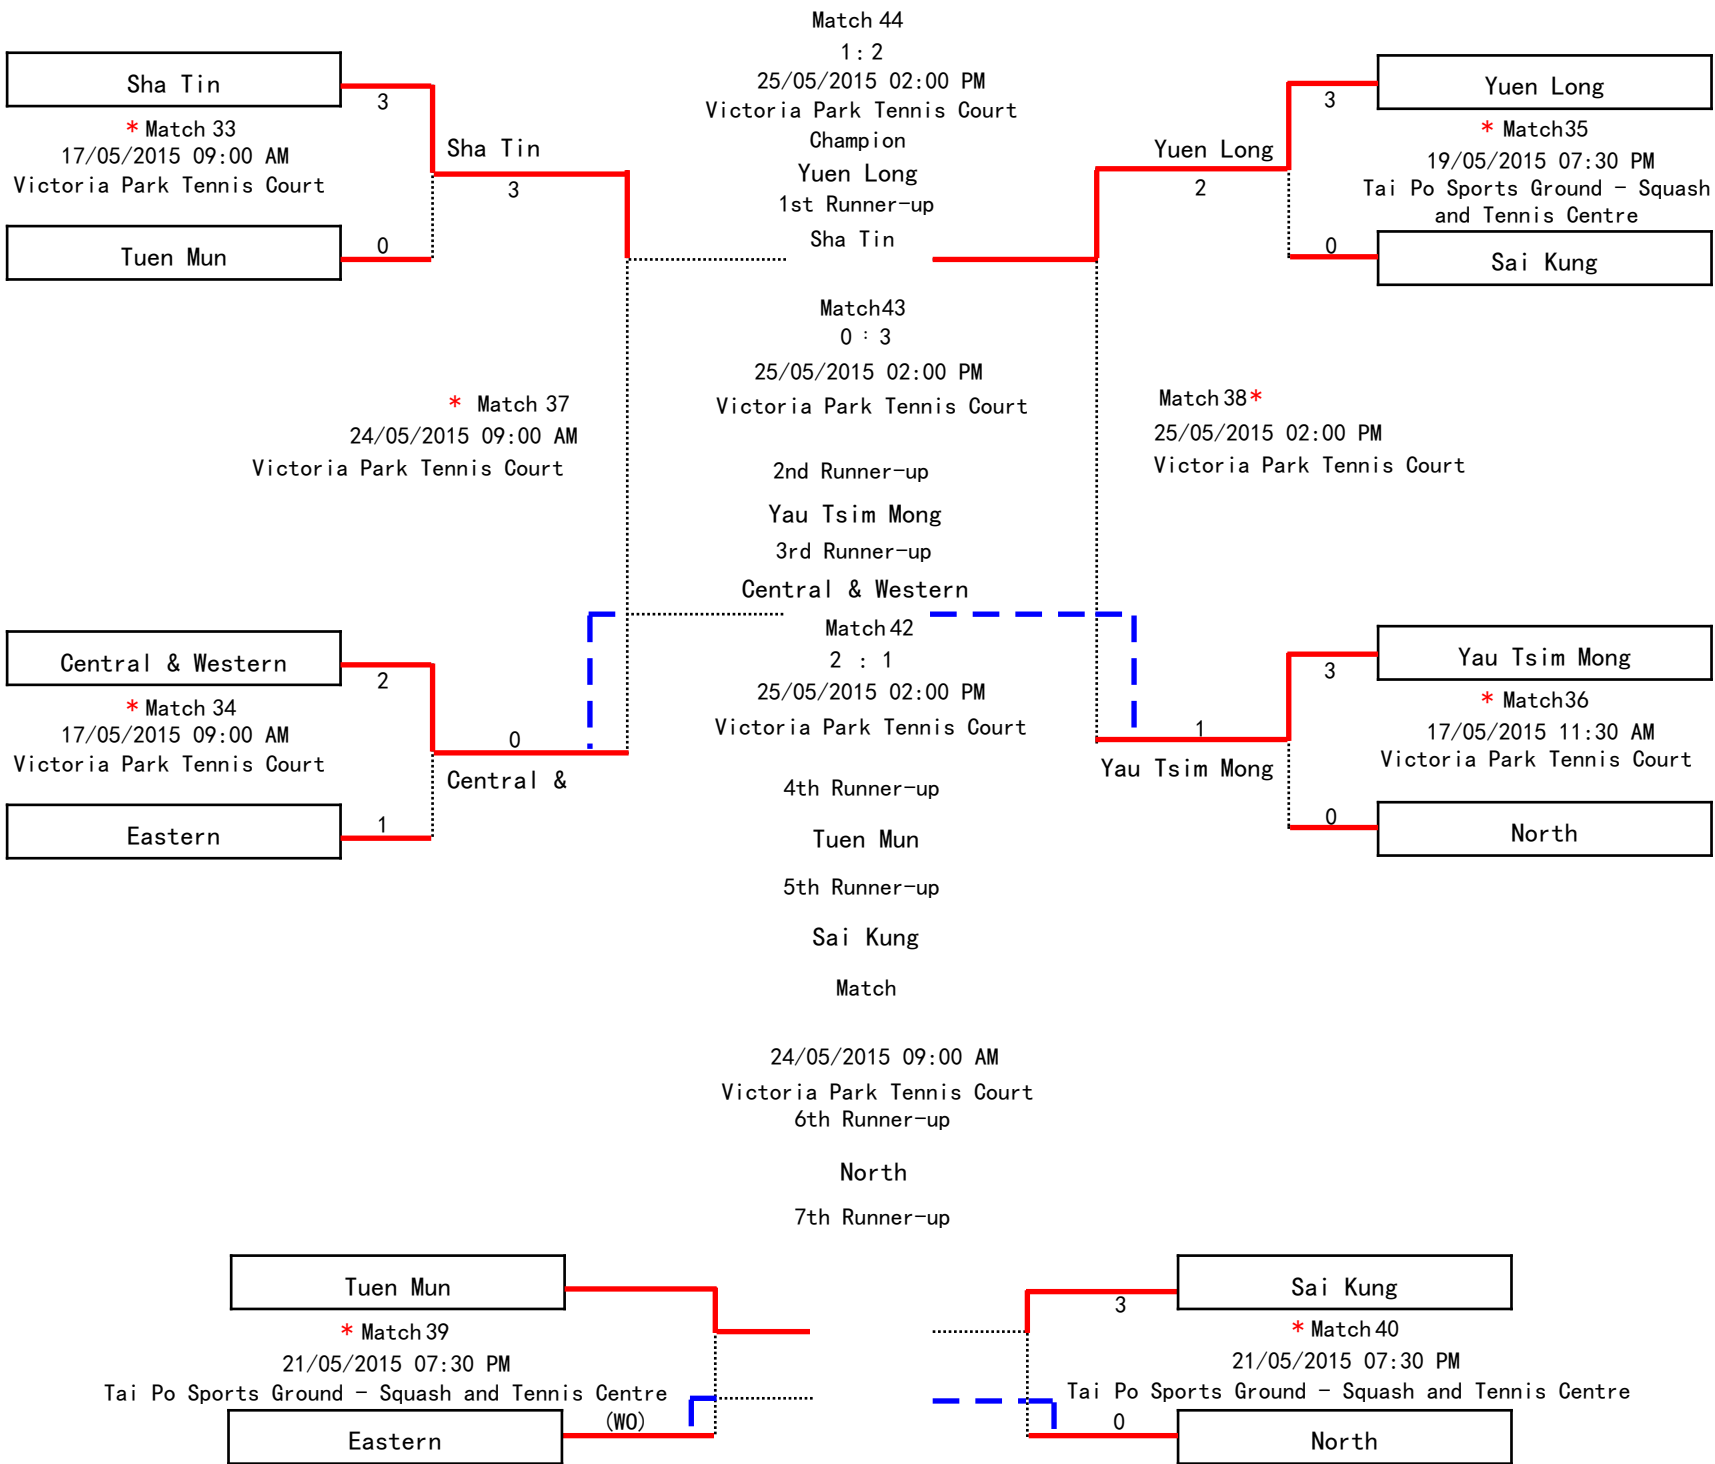 Match 44
1 : 2
25/05/2015 02:00 PM
Victoria Park Tennis Court
Champion
Yuen Long
1st Runner-up
Sha Tin
Sha Tin
3
* Match 33
17/05/2015 09:00 AM
Victoria Park Tennis Court
Tuen Mun
0
Sha Tin
3
Yuen Long
3
* Match35
19/05/2015 07:30 PM
Tai Po Sports Ground - Squash
and Tennis Centre
Sai Kung
0
Yuen Long
2
Match43
0 : 3
25/05/2015 02:00 PM
Victoria Park Tennis Court
* Match 37
24/05/2015 09:00 AM
Victoria Park Tennis Court
Match 38*
25/05/2015 02:00 PM
Victoria Park Tennis Court
2nd Runner-up
Yau Tsim Mong
3rd Runner-up
Central & Western
Match 42
2 : 1
25/05/2015 02:00 PM
Victoria Park Tennis Court
Central & Western
2
* Match 34
17/05/2015 09:00 AM
Victoria Park Tennis Court
Eastern
1
0
Central &
Yau Tsim Mong
3
* Match36
17/05/2015 11:30 AM
Victoria Park Tennis Court
North
0
1
Yau Tsim Mong
4th Runner-up
Tuen Mun
5th Runner-up
Sai Kung
Match
24/05/2015 09:00 AM
Victoria Park Tennis Court
6th Runner-up
North
7th Runner-up
Tuen Mun
* Match 39
21/05/2015 07:30 PM
Tai Po Sports Ground - Squash and Tennis Centre
(WO)
Eastern
Sai Kung
3
* Match 40
21/05/2015 07:30 PM
Tai Po Sports Ground - Squash and Tennis Centre
0
North